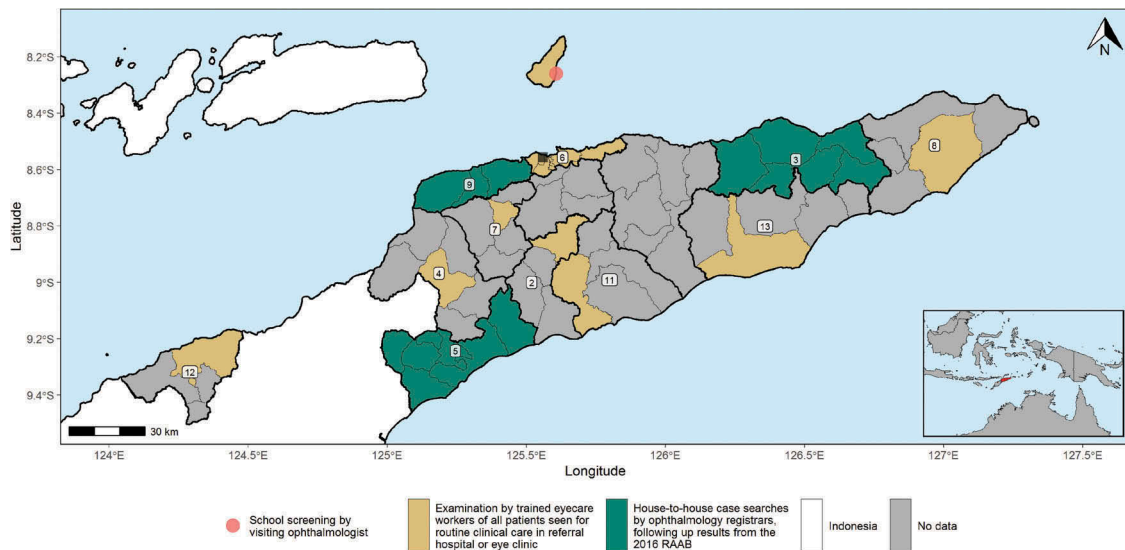 8.2°S
8.4°S
8.6°S
8.8°S
9°S
9.2°S
9.4°S
Latitude
N
6
3
8
9
7
13
4
2
11
5
12
30 km
124°E
124.5°E
125°E
125.5°E
126°E
126.5°E
127°E
127.5°E
Longitude
School screening by
visiting ophthalmologist
Examination by trained eyecare
workers of all patients seen for
routine clinical care in referral
hospital or eye clinic
House-to-house case searches
by ophthalmology registrars,
following up results from the
2016 RAAB
Indonesia
No data